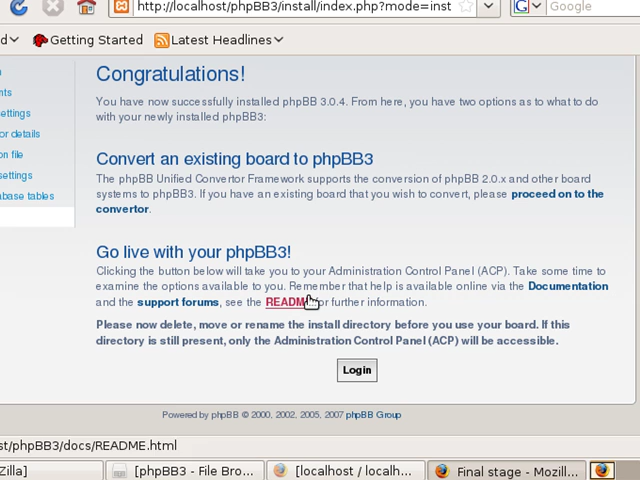 http://localhost/phpBB3/install/index.php?mode=inst
Google
Getting Started
Latest Headlines
Congratulations!
You have now successfully installed phpBB 3.0.4. From here, you have two options as to what to do
with your newly installed phpBB3:
ettings
or details
on file
settings
abase tables
Convert an existing board to phpBB3
The phpBB Unified Convertor Framework supports the conversion of phpBB 2.0.x and other board
systems to phpBB3. If you have an existing board that you wish to convert, please proceed on to the
convertor.
Go live with your phpBB3!
Clicking the button below will take you to your Administration Control Panel (ACP). Take some time to
examine the options available to you. Remember that help is available online via the Documentation
and the support forums, see the README for further information.
Please now delete, move or rename the install directory before you use your board. If this
directory is still present, only the Administration Control Panel (ACP) will be accessible.
Login
Powered by phpBB © 2000, 2002, 2005, 2007 phpBB Group
st/phpBB3/docs/README.html
Zilla]
[phpBB3 - File Bro...
[localhost / localh...
Final stage - Mozill...